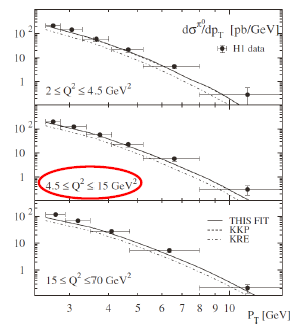 dσ^π⁰/dp_T [pb/GeV]
H1 data
10²
10
1
2 ≤ Q² ≤ 4.5 GeV²
10²
10
1
4.5 ≤ Q² ≤ 15 GeV²
10²
10
1
THIS FIT
KKP
KRE
15 ≤ Q² ≤ 70 GeV²
3 4 5 6 7 8 9 10
P_T [GeV]